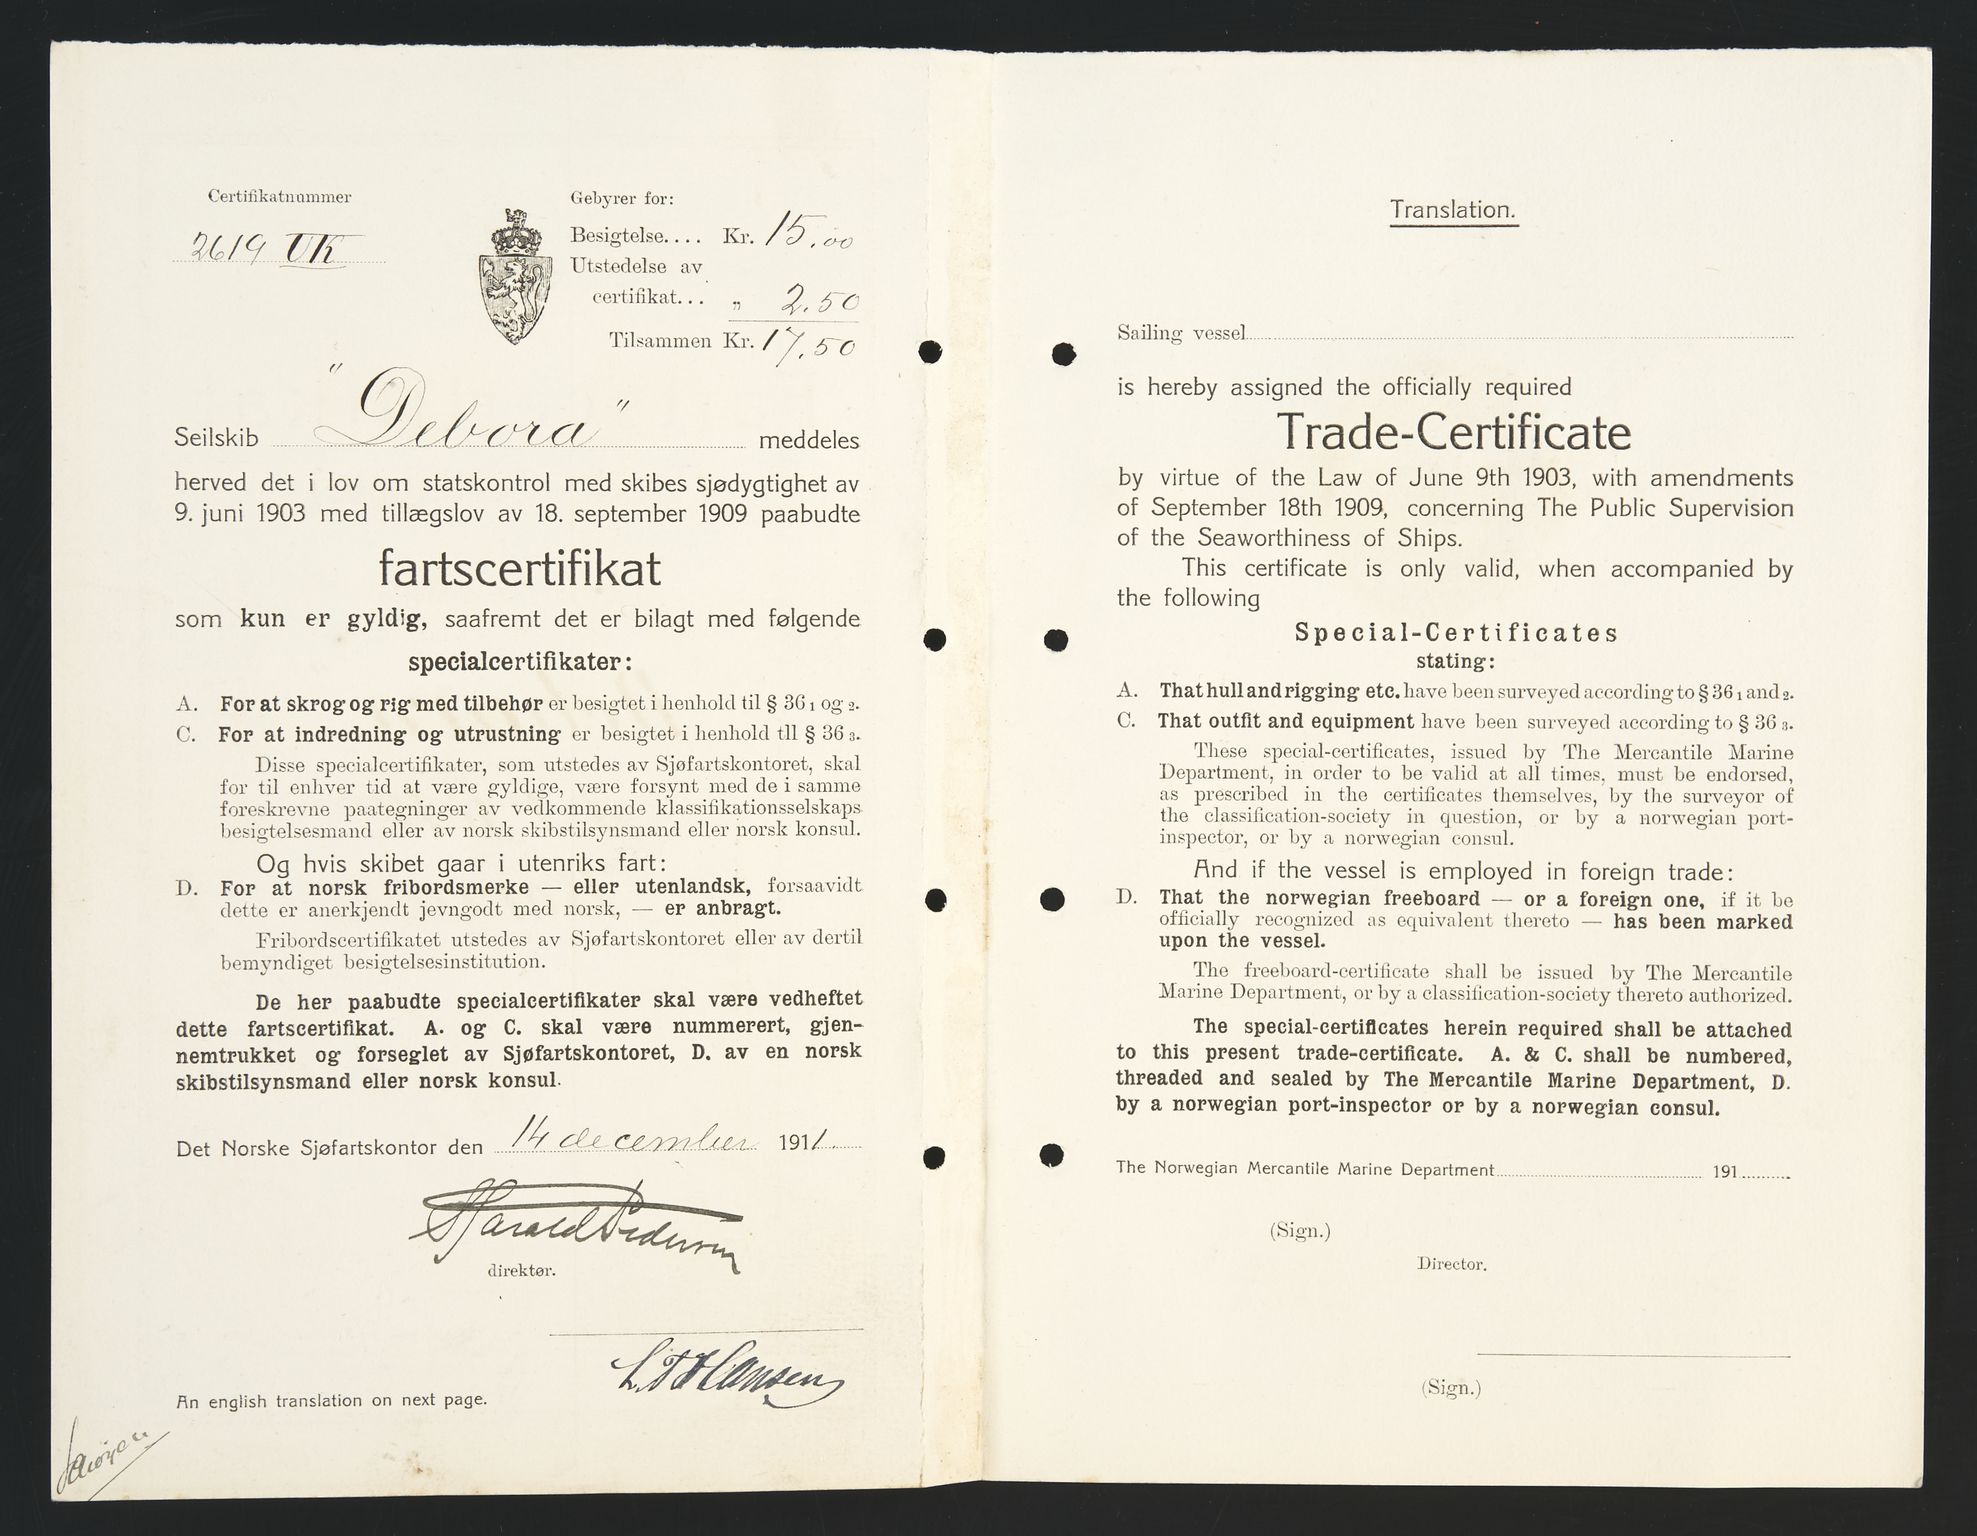 Certifikatnummer
2619 UK
Gebyrer for:
Besigtelse.... Kr. 15.00
Utstedelse av
certifikat... „ 2.50
Tilsammen Kr. 17.50
Seilskib "Debora" meddeles
herved det i lov om statskontrol med skibes sjødygtighet av
9. juni 1903 med tillægslov av 18. september 1909 paabudte
fartscertifikat
som kun er gyldig, saafremt det er bilagt med følgende
specialcertifikater:
A. For at skrog og rig med tilbehør er besigtet i henhold til § 36 1 og 2.
C. For at indredning og utrustning er besigtet i henhold tll § 36 3.
Disse specialcertifikater, som utstedes av Sjøfartskontoret, skal
for til enhver tid at være gyldige, være forsynt med de i samme
foreskrevne paategninger av vedkommende klassifikationsselskaps
besigtelsesmand eller av norsk skibstilsynsmand eller norsk konsul.
Og hvis skibet gaar i utenriks fart:
D. For at norsk fribordsmerke — eller utenlandsk, forsaavidt
dette er anerkjendt jevngodt med norsk, — er anbragt.
Fribordscertifikatet utstedes av Sjøfartskontoret eller av dertil
bemyndiget besigtelsesinstitution.
De her paabudte specialcertifikater skal være vedheftet
dette fartscertifikat. A. og C. skal være nummerert, gjen-
nemtrukket og forseglet av Sjøfartskontoret, D. av en norsk
skibstilsynsmand eller norsk konsul.
Det Norske Sjøfartskontor den 14 december 1911.
Harald Pedersen
direktør.
L. T. Hansen
An english translation on next page.
Translation.
Sailing vessel
is hereby assigned the officially required
Trade-Certificate
by virtue of the Law of June 9th 1903, with amendments
of September 18th 1909, concerning The Public Supervision
of the Seaworthiness of Ships.
This certificate is only valid, when accompanied by
the following
Special-Certificates
stating:
A. That hull and rigging etc. have been surveyed according to § 36 1 and 2.
C. That outfit and equipment have been surveyed according to § 36 3.
These special-certificates, issued by The Mercantile Marine
Department, in order to be valid at all times, must be endorsed,
as prescribed in the certificates themselves, by the surveyor of
the classification-society in question, or by a norwegian port-
inspector, or by a norwegian consul.
And if the vessel is employed in foreign trade:
D. That the norwegian freeboard — or a foreign one, if it be
officially recognized as equivalent thereto — has been marked
upon the vessel.
The freeboard-certificate shall be issued by The Mercantile
Marine Department, or by a classification-society thereto authorized.
The special-certificates herein required shall be attached
to this present trade-certificate. A. & C. shall be numbered,
threaded and sealed by The Mercantile Marine Department, D.
by a norwegian port-inspector or by a norwegian consul.
The Norwegian Mercantile Marine Department 191
(Sign.)
Director.
(Sign.)